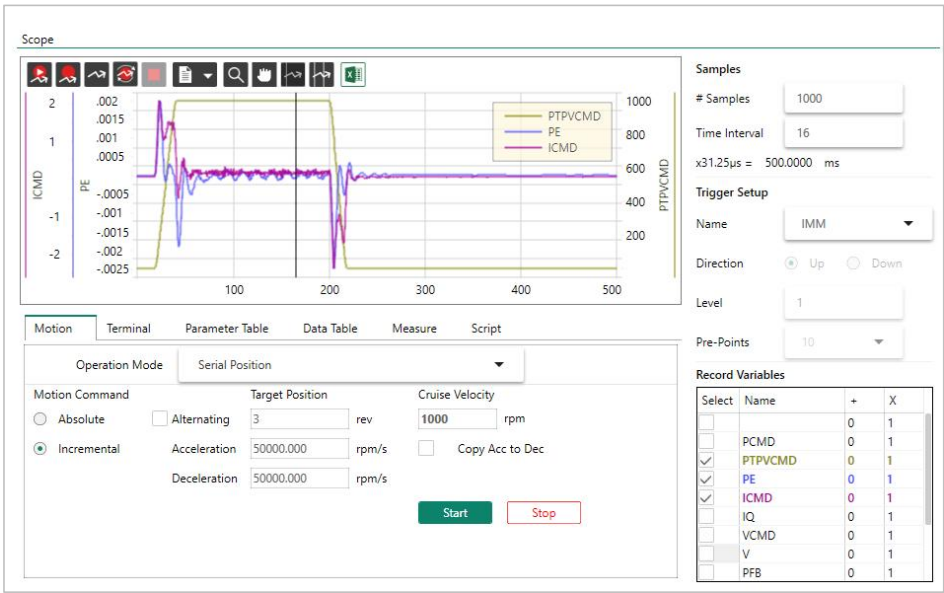 Scope
Samples
# Samples 1000
Time Interval 16
x31.25µs = 500.0000 ms
Trigger Setup
Name IMM
Direction Up Down
Level 1
Pre-Points 10
Record Variables
Select Name + X
0 1
PCMD 0 1
PTPVCMD 0 1
PE 0 1
ICMD 0 1
IQ 0 1
VCMD 0 1
V 0 1
PFB 0 1
ICMD
2
1
-1
-2
PE
.002
.0015
.001
.0005
-.0005
-.001
-.0015
-.002
-.0025
PTPVCMD
PE
ICMD
1000
800
600
400
200
PTPVCMD
100 200 300 400 500
Motion Terminal Parameter Table Data Table Measure Script
Operation Mode Serial Position
Motion Command Target Position Cruise Velocity
Absolute Alternating 3 rev 1000 rpm
Incremental Acceleration 50000.000 rpm/s Copy Acc to Dec
Deceleration 50000.000 rpm/s
Start Stop